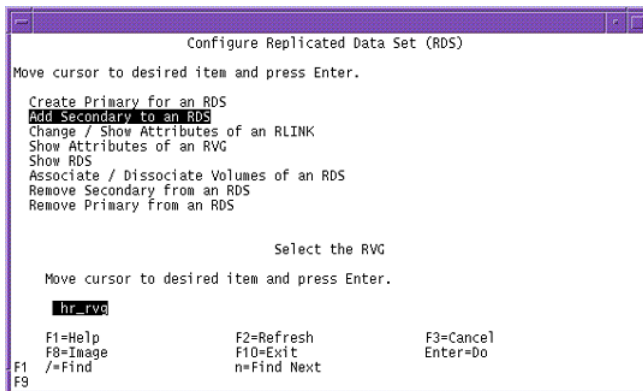 Configure Replicated Data Set (RDS)
Move cursor to desired item and press Enter.
Create Primary for an RDS
Add Secondary to an RDS
Change / Show Attributes of an RLINK
Show Attributes of an RVG
Show RDS
Associate / Dissociate Volumes of an RDS
Remove Secondary from an RDS
Remove Primary from an RDS
Select the RVG
Move cursor to desired item and press Enter.
hr_rvg
F1=Help F2=Refresh F3=Cancel
F8=Image F10=Exit Enter=Do
F1 /=Find n=Find Next
F9